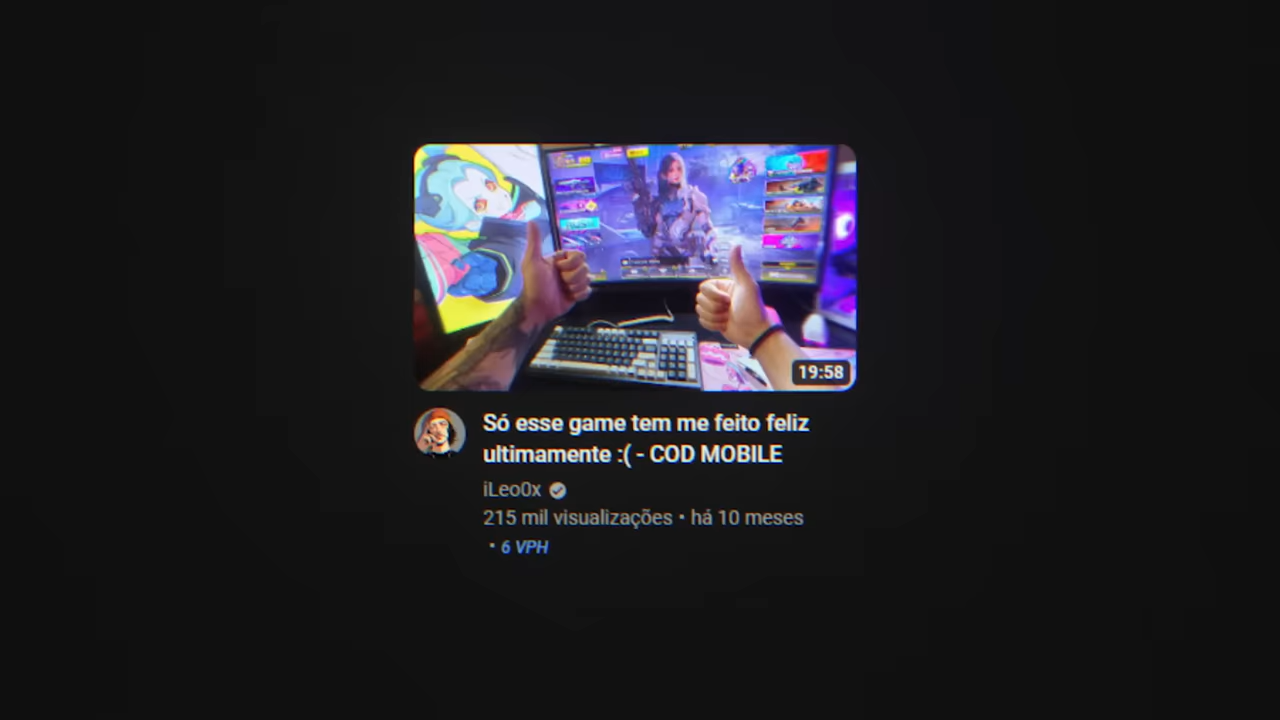 19:58
Só esse game tem me feito feliz
ultimamente :( - COD MOBILE
iLeo0x
215 mil visualizações • há 10 meses
• 6 VPH